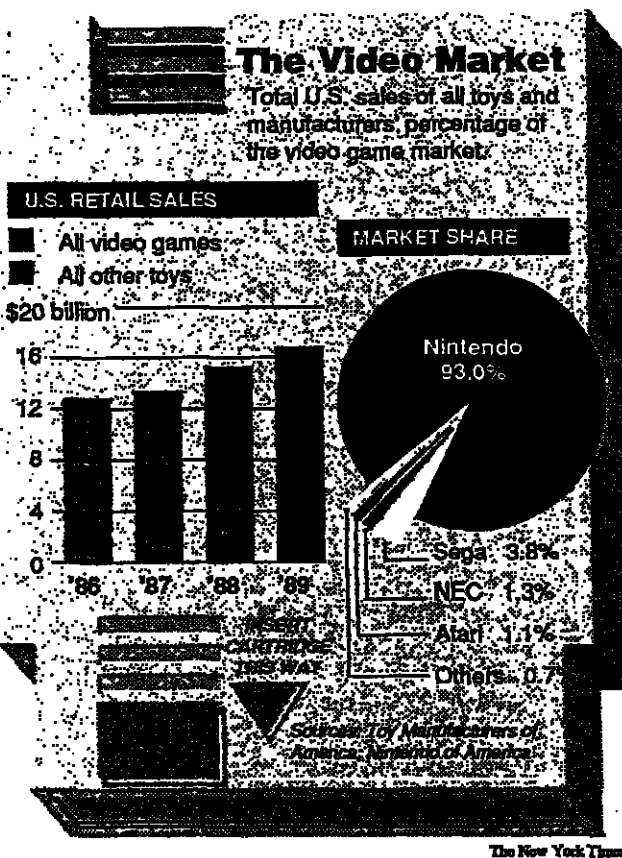 The Video Market
Total U.S. sales of all toys and
manufacturers' percentage of
the video game market.
U.S. RETAIL SALES
All video games
All other toys
$20 billion
16
12
8
4
0
'86 '87 '88 '89
MARKET SHARE
Nintendo
93.0%
Sega 3.8%
NEC 1.3%
Atari 1.1%
Others 0.7
INSERT
CARTRIDGE
THIS WAY
Sources: Toy Manufacturers of
America, Nintendo of America
The New York Times